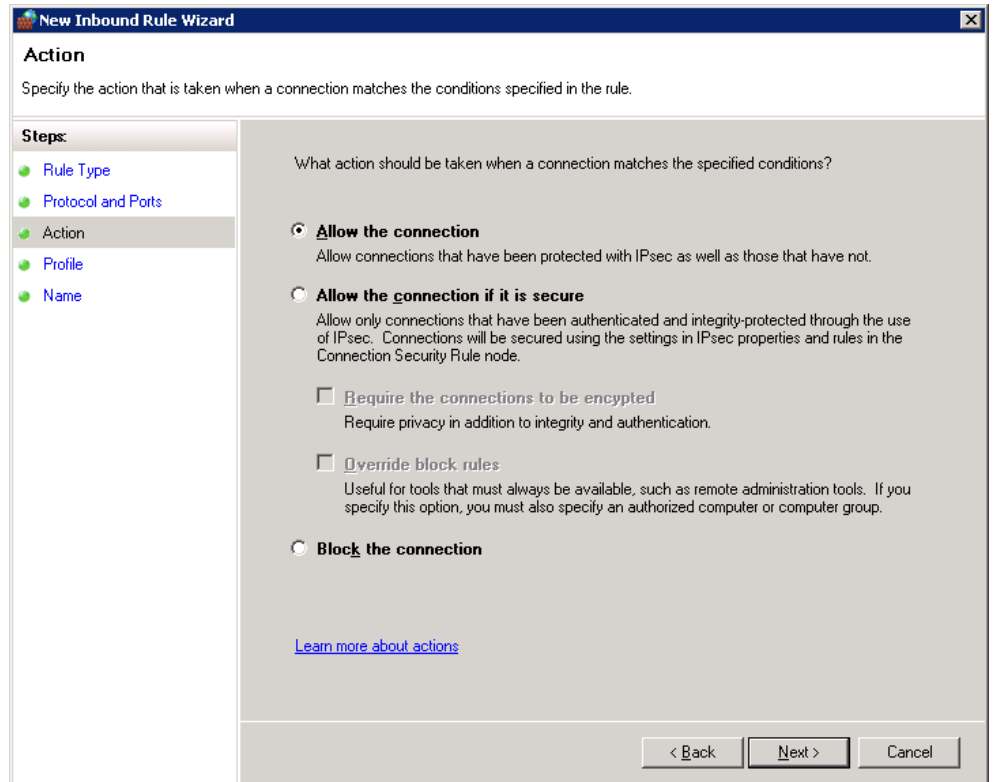 New Inbound Rule Wizard
Action
Specify the action that is taken when a connection matches the conditions specified in the rule.
Steps:
Rule Type
Protocol and Ports
Action
Profile
Name
What action should be taken when a connection matches the specified conditions?
Allow the connection
Allow connections that have been protected with IPsec as well as those that have not.
Allow the connection if it is secure
Allow only connections that have been authenticated and integrity-protected through the use
of IPsec. Connections will be secured using the settings in IPsec properties and rules in the
Connection Security Rule node.
Require the connections to be encypted
Require privacy in addition to integrity and authentication.
Override block rules
Useful for tools that must always be available, such as remote administration tools. If you
specify this option, you must also specify an authorized computer or computer group.
Block the connection
Learn more about actions
< Back
Next >
Cancel